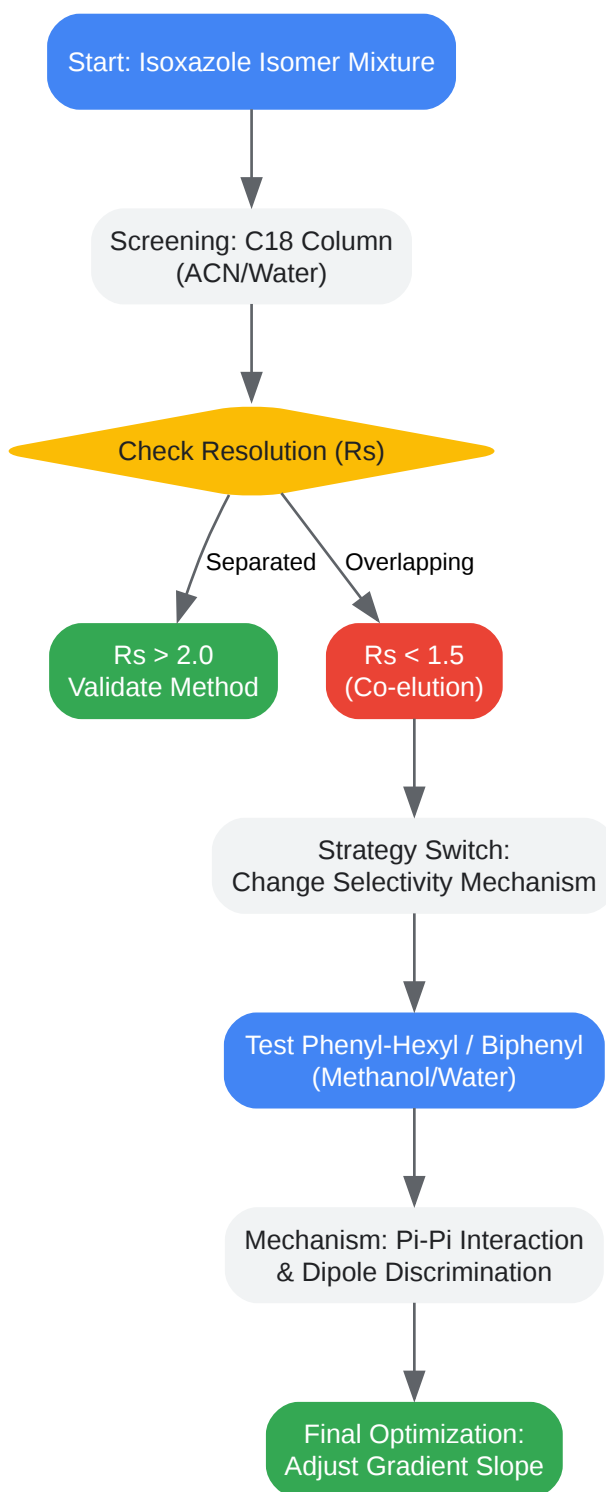 Start: Isoxazole Isomer Mixture
Screening: C18 Column
(ACN/Water)
Check Resolution (Rs)
Separated
Overlapping
Rs > 2.0
Validate Method
Rs < 1.5
(Co-elution)
Strategy Switch:
Change Selectivity Mechanism
Test Phenyl-Hexyl / Biphenyl
(Methanol/Water)
Mechanism: Pi-Pi Interaction
& Dipole Discrimination
Final Optimization:
Adjust Gradient Slope